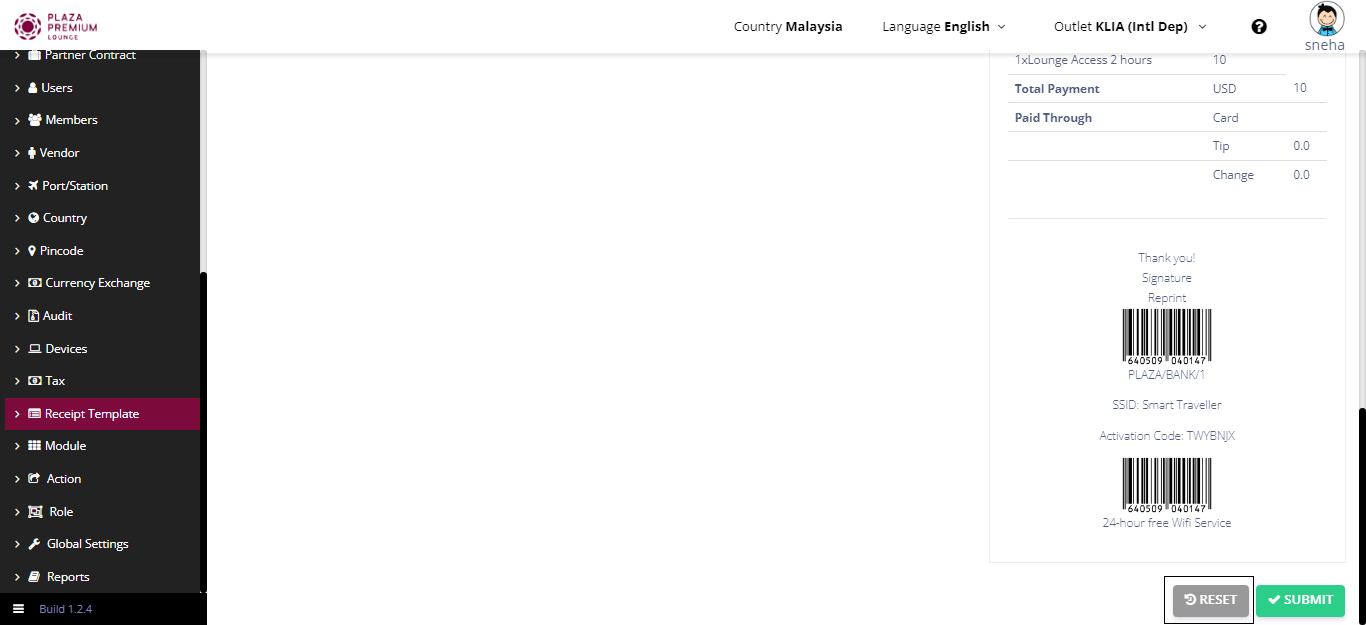 PLAZA
PREMIUM
LOUNGE
Country Malaysia
Language English
Outlet KLIA (Intl Dep)
sneha
Partner Contract
Users
Members
Vendor
Port/Station
Country
Pincode
Currency Exchange
Audit
Devices
Tax
Receipt Template
Module
Action
Role
Global Settings
Reports
Build 1.2.4
1xLounge Access 2 hours 10
Total Payment USD 10
Paid Through Card
Tip 0.0
Change 0.0
Thank you!
Signature
Reprint
640509 040147
PLAZA/BANK/1
SSID: Smart Traveller
Activation Code: TWYBNJX
640509 040147
24-hour free Wifi Service
RESET SUBMIT